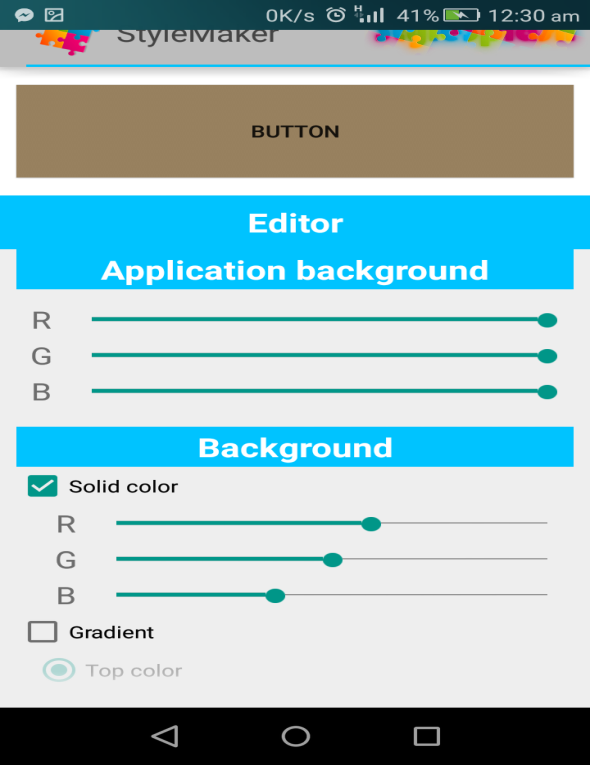 0K/s H 41% 12:30 am
StyleMaker
BUTTON
Editor
Application background
R
G
B
Background
Solid color
R
G
B
Gradient
Top color